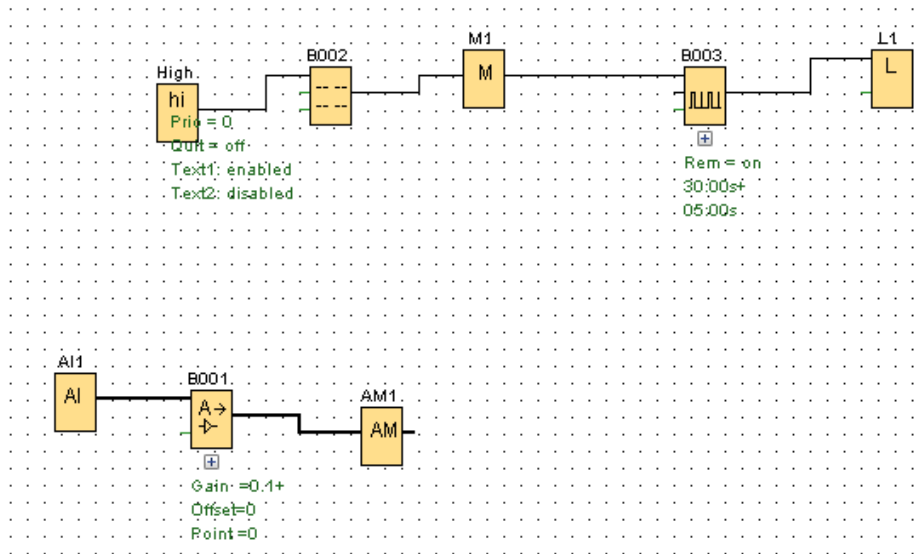 M1
L1
B002
B003
High
M
L
hi
Prio = 0
Quit = off
Text1: enabled
Text2: disabled
Rem = on
30:00s+
05:00s
AI1
B001
AI
AM1
A→
AM
Gain =0.1+
Offset=0
Point=0